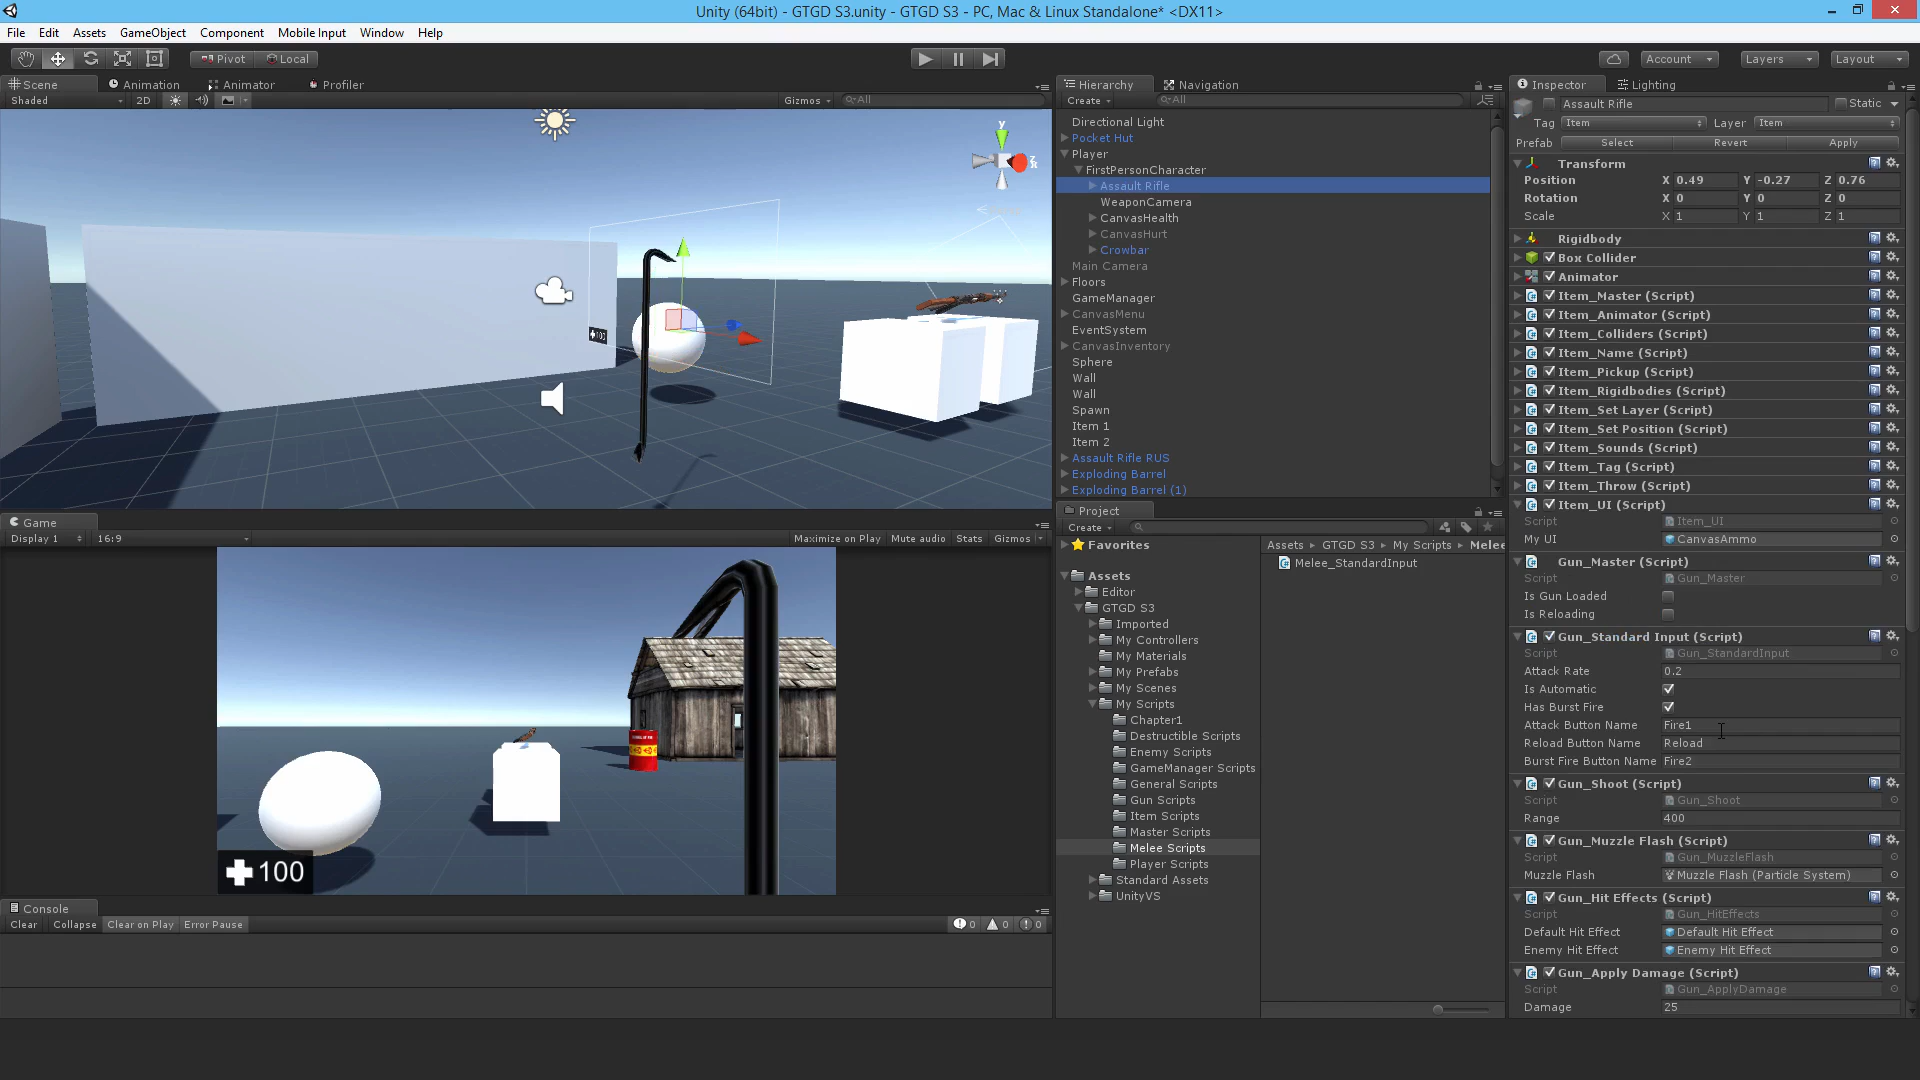 Unity (64bit) - GTGD S3.unity - GTGD S3 - PC, Mac & Linux Standalone* <DX11>
File Edit Assets GameObject Component Mobile Input Window Help
Pivot Local
Account Layers Layout
Scene Animation Animator Profiler
Shaded 2D Gizmos All
y
x
+100
Game
Display 1 16:9 Maximize on Play Mute audio Stats Gizmos
100
Console
Clear Collapse Clear on Play Error Pause 0 0 0
Hierarchy Navigation
Create All
Directional Light
Pocket Hut
Player
FirstPersonCharacter
Assault Rifle
WeaponCamera
CanvasHealth
CanvasHurt
Crowbar
Main Camera
Floors
GameManager
CanvasMenu
EventSystem
CanvasInventory
Sphere
Wall
Wall
Spawn
Item 1
Item 2
Assault Rifle RUS
Exploding Barrel
Exploding Barrel (1)
Project
Create
Favorites
Assets
Editor
GTGD S3
Imported
My Controllers
My Materials
My Prefabs
My Scenes
My Scripts
Chapter1
Destructible Scripts
Enemy Scripts
GameManager Scripts
General Scripts
Gun Scripts
Item Scripts
Master Scripts
Melee Scripts
Player Scripts
Standard Assets
UnityVS
Assets GTGD S3 My Scripts Melee
Melee_StandardInput
Inspector Lighting
Assault Rifle Static
Tag Item Layer Item
Prefab Select Revert Apply
Transform
Position X 0.49 Y -0.27 Z 0.76
Rotation X 0 Y 0 Z 0
Scale X 1 Y 1 Z 1
Rigidbody
Box Collider
Animator
Item_Master (Script)
Item_Animator (Script)
Item_Colliders (Script)
Item_Name (Script)
Item_Pickup (Script)
Item_Rigidbodies (Script)
Item_Set Layer (Script)
Item_Set Position (Script)
Item_Sounds (Script)
Item_Tag (Script)
Item_Throw (Script)
Item_UI (Script)
Script Item_UI
My UI CanvasAmmo
Gun_Master (Script)
Script Gun_Master
Is Gun Loaded
Is Reloading
Gun_Standard Input (Script)
Script Gun_StandardInput
Attack Rate 0.2
Is Automatic
Has Burst Fire
Attack Button Name Fire1
Reload Button Name Reload
Burst Fire Button Name Fire2
Gun_Shoot (Script)
Script Gun_Shoot
Range 400
Gun_Muzzle Flash (Script)
Script Gun_MuzzleFlash
Muzzle Flash Muzzle Flash (Particle System)
Gun_Hit Effects (Script)
Script Gun_HitEffects
Default Hit Effect Default Hit Effect
Enemy Hit Effect Enemy Hit Effect
Gun_Apply Damage (Script)
Script Gun_ApplyDamage
Damage 25